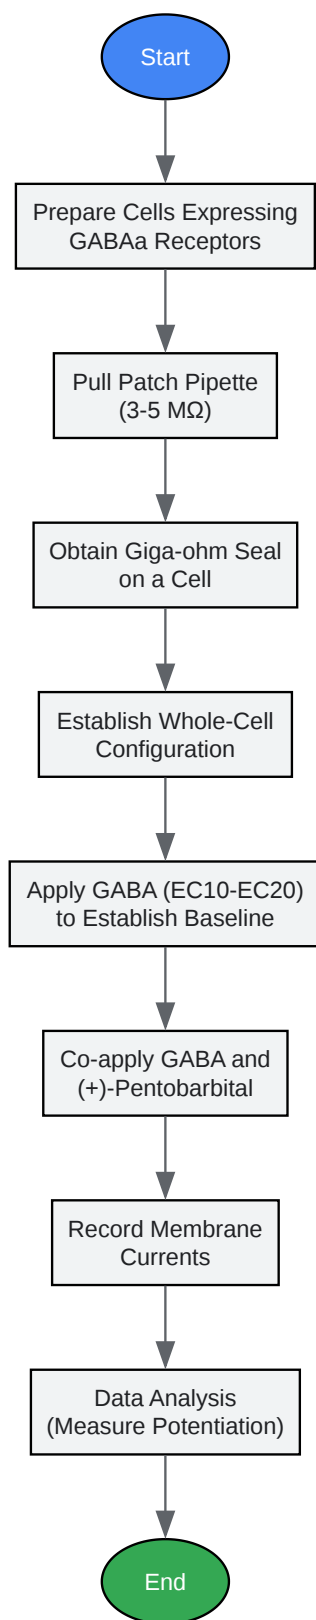 Start
Prepare Cells Expressing
GABAa Receptors
Pull Patch Pipette
(3-5 MΩ)
Obtain Giga-ohm Seal
on a Cell
Establish Whole-Cell
Configuration
Apply GABA (EC10-EC20)
to Establish Baseline
Co-apply GABA and
(+)-Pentobarbital
Record Membrane
Currents
Data Analysis
(Measure Potentiation)
End